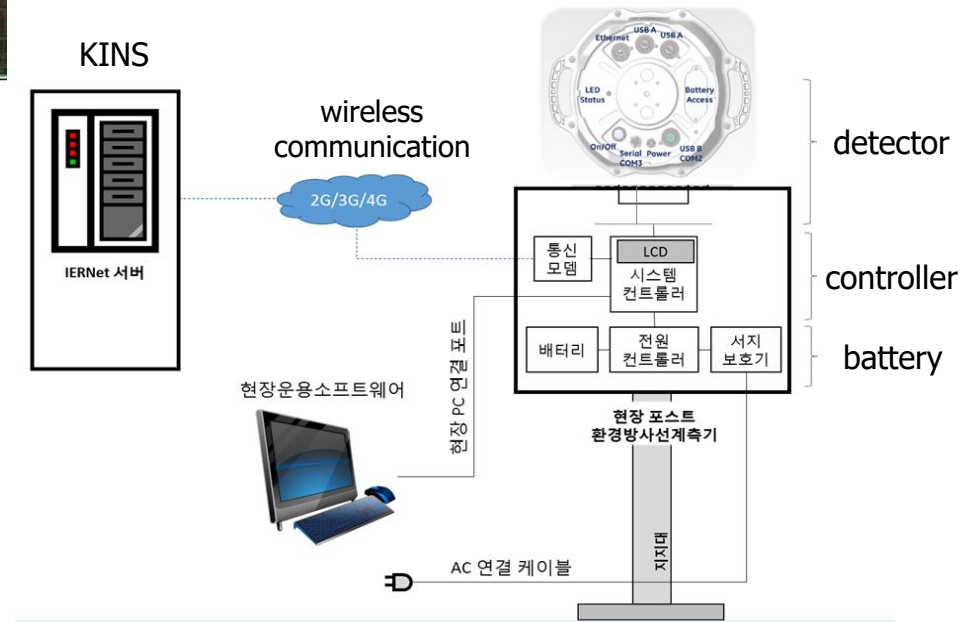 KINS
IERNet 서버
wireless
communication
2G/3G/4G
Ethernet
USB A
USB A
LED
Status
Battery
Access
On/Off
Serial
COM3
Power
USB B
COM2
detector
통신
모뎀
LCD
시스템
컨트롤러
controller
배터리
전원
컨트롤러
서지
보호기
battery
현장 포스트
환경방사선계측기
현장 PC 연결 포트
현장운용소프트웨어
지지대
AC 연결 케이블